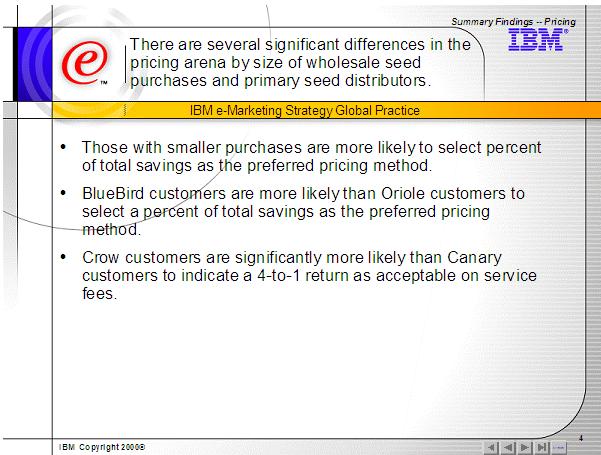 Summary Findings -- Pricing
IBM®
e™
There are several significant differences in the
pricing arena by size of wholesale seed
purchases and primary seed distributors.
IBM e-Marketing Strategy Global Practice
• Those with smaller purchases are more likely to select percent
of total savings as the preferred pricing method.
• BlueBird customers are more likely than Oriole customers to
select a percent of total savings as the preferred pricing
method.
• Crow customers are significantly more likely than Canary
customers to indicate a 4-to-1 return as acceptable on service
fees.
4
IBM Copyright 2000®